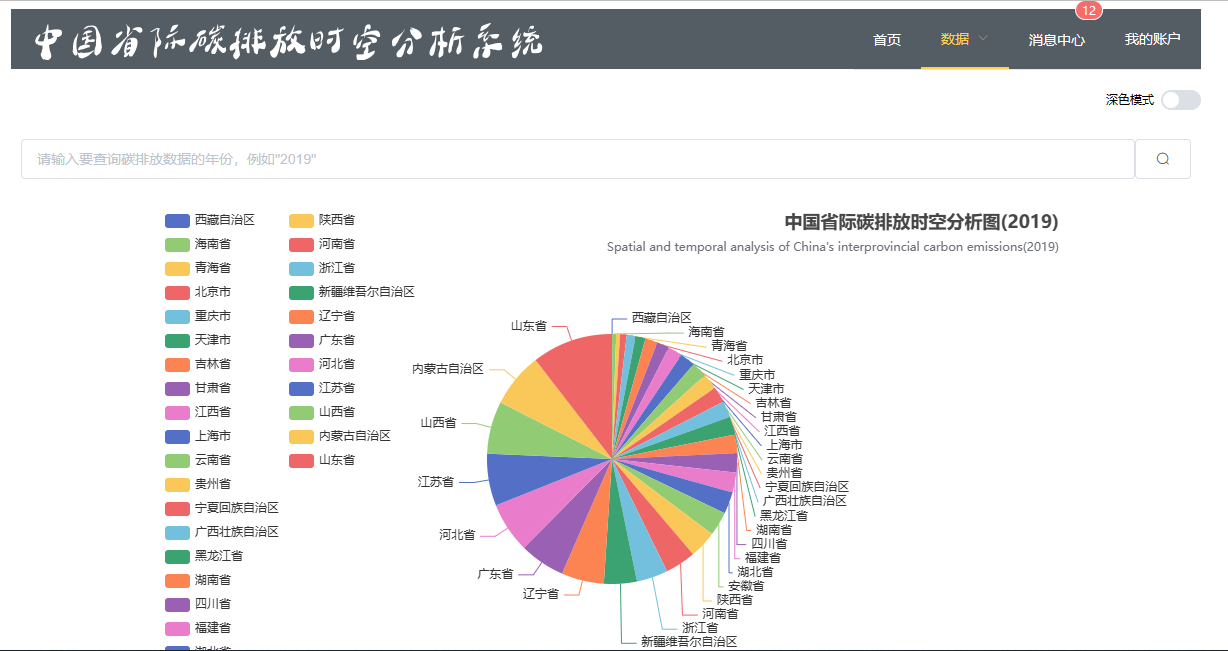 中国省际碳排放时空分析系统
首页
数据
12
消息中心
我的账户
深色模式
请输入要查询碳排放数据的年份，例如"2019"
中国省际碳排放时空分析图(2019)
Spatial and temporal analysis of China's interprovincial carbon emissions(2019)
西藏自治区
海南省
青海省
北京市
重庆市
天津市
吉林省
甘肃省
江西省
上海市
云南省
贵州省
宁夏回族自治区
广西壮族自治区
黑龙江省
湖南省
四川省
福建省
湖北省
陕西省
河南省
浙江省
新疆维吾尔自治区
辽宁省
广东省
河北省
江苏省
山西省
内蒙古自治区
山东省
西藏自治区
海南省
青海省
北京市
重庆市
天津市
吉林省
甘肃省
江西省
上海市
云南省
贵州省
宁夏回族自治区
广西壮族自治区
黑龙江省
湖南省
四川省
福建省
湖北省
安徽省
陕西省
河南省
浙江省
新疆维吾尔自治区
辽宁省
广东省
河北省
江苏省
山西省
内蒙古自治区
山东省